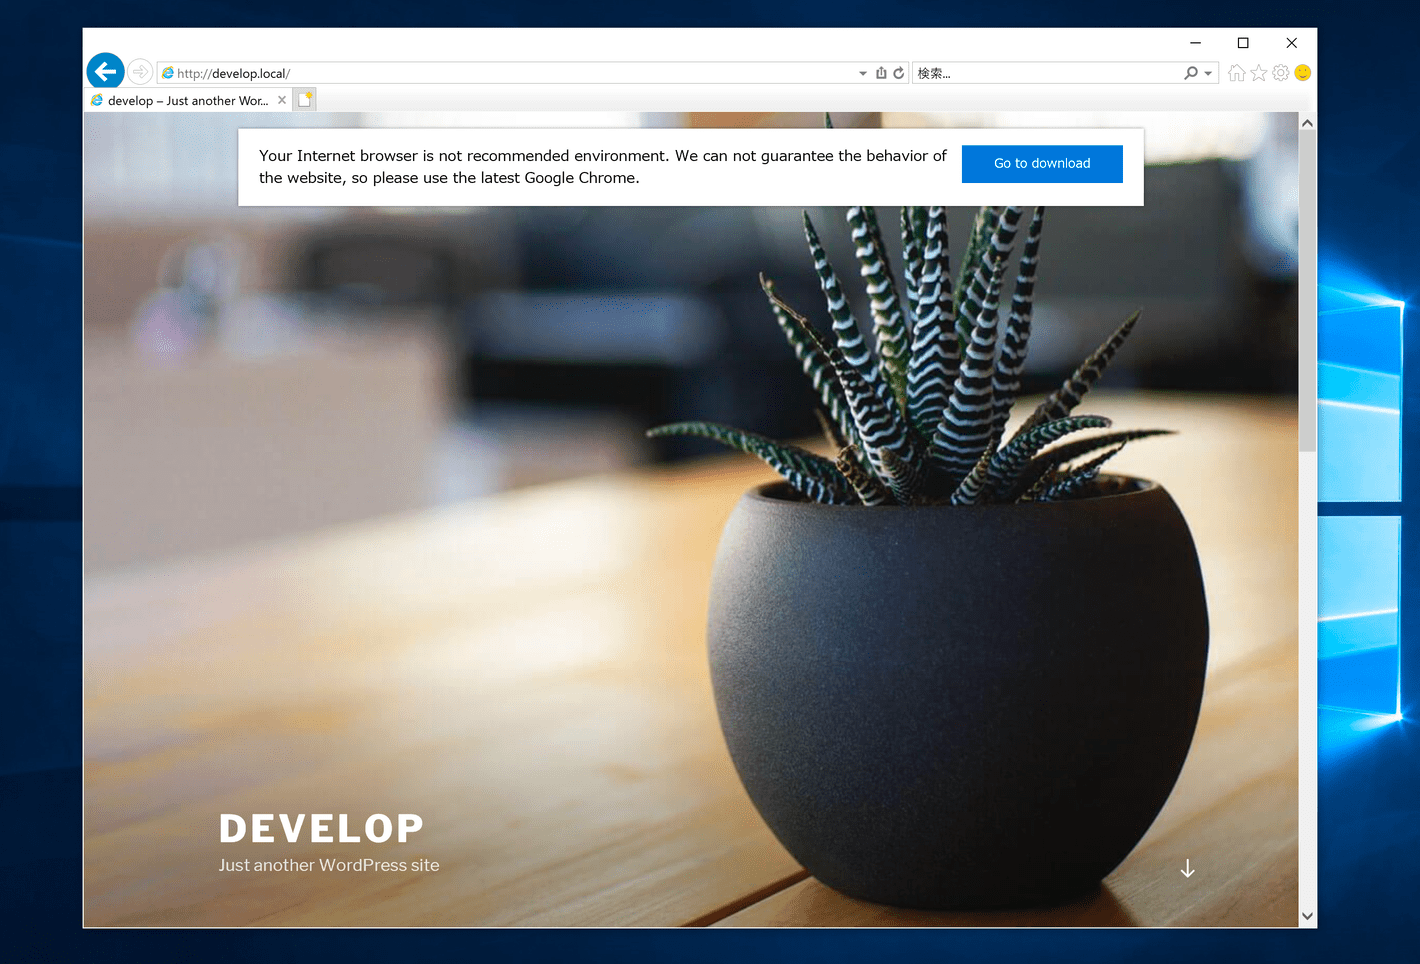 http://develop.local/
検索...
develop – Just another Wor...
Your Internet browser is not recommended environment. We can not guarantee the behavior of
the website, so please use the latest Google Chrome.
Go to download
DEVELOP
Just another WordPress site